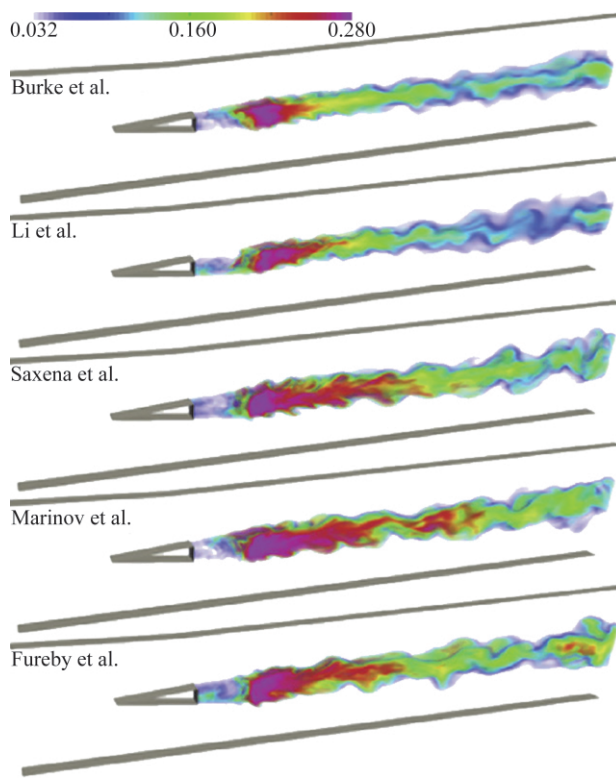 0.032 0.160 0.280
Burke et al.
Li et al.
Saxena et al.
Marinov et al.
Fureby et al.